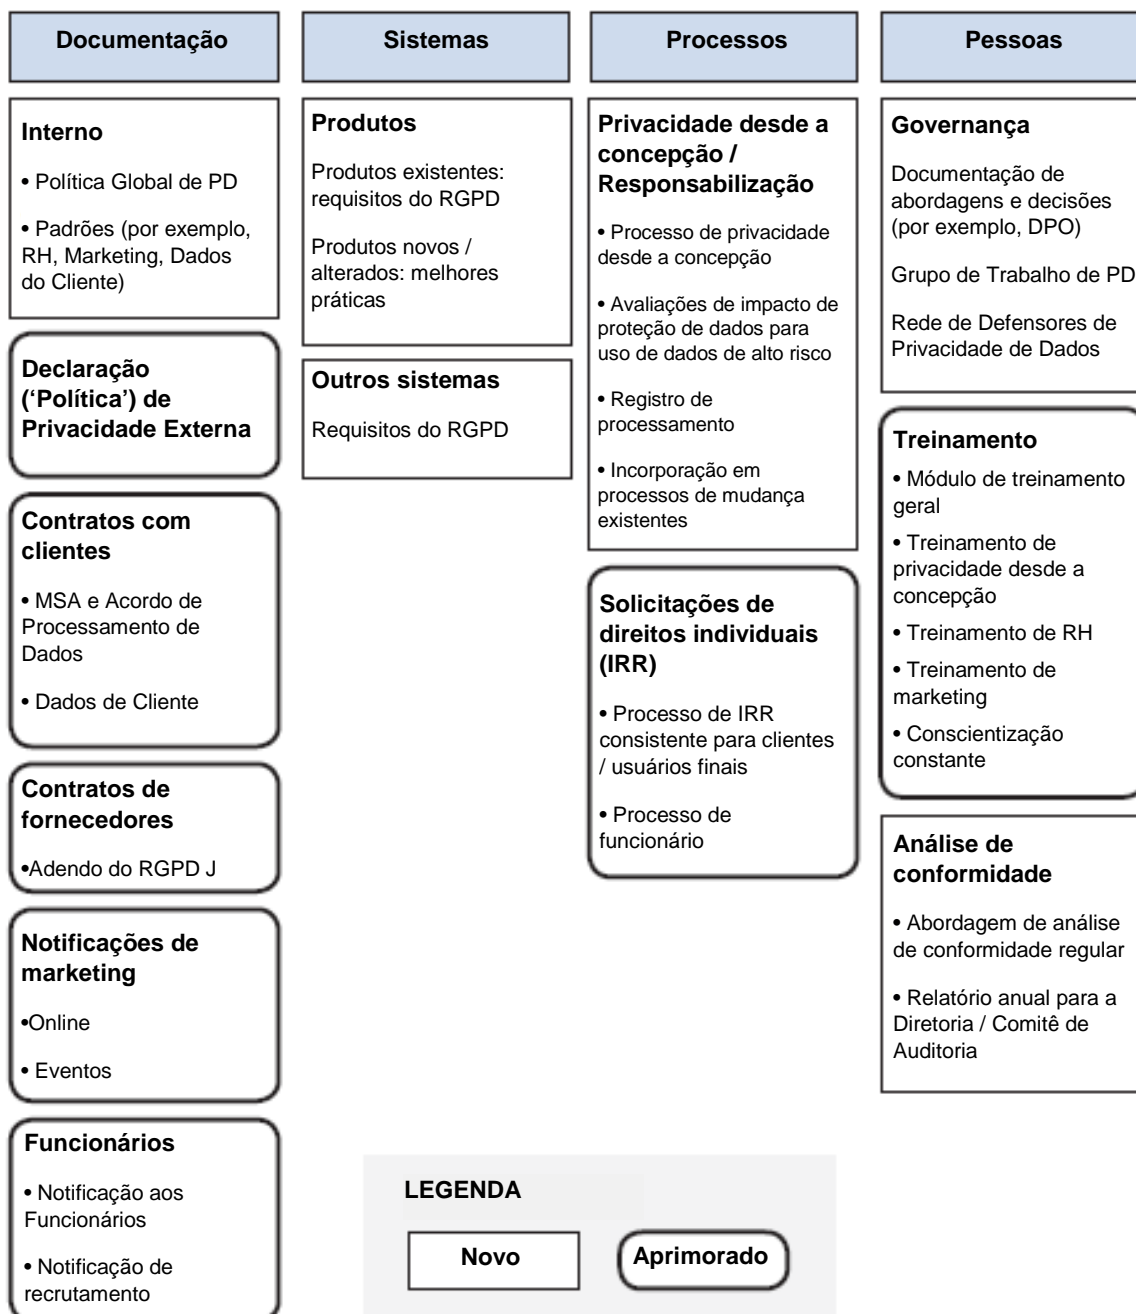 Documentação
Interno
• Política Global de PD
• Padrões (por exemplo,
RH, Marketing, Dados
do Cliente)
Declaração
(‘Política’) de
Privacidade Externa
Contratos com
clientes
• MSA e Acordo de
Processamento de
Dados
• Dados de Cliente
Contratos de
fornecedores
•Adendo do RGPD J
Notificações de
marketing
•Online
• Eventos
Funcionários
• Notificação aos
Funcionários
• Notificação de
recrutamento
Sistemas
Produtos
Produtos existentes:
requisitos do RGPD
Produtos novos /
alterados: melhores
práticas
Outros sistemas
Requisitos do RGPD
Processos
Privacidade desde a
concepção /
Responsabilização
• Processo de privacidade
desde a concepção
• Avaliações de impacto de
proteção de dados para
uso de dados de alto risco
• Registro de
processamento
• Incorporação em
processos de mudança
existentes
Solicitações de
direitos individuais
(IRR)
• Processo de IRR
consistente para clientes
/ usuários finais
• Processo de
funcionário
Pessoas
Governança
Documentação de
abordagens e decisões
(por exemplo, DPO)
Grupo de Trabalho de PD
Rede de Defensores de
Privacidade de Dados
Treinamento
• Módulo de treinamento
geral
• Treinamento de
privacidade desde a
concepção
• Treinamento de RH
• Treinamento de
marketing
• Conscientização
constante
Análise de
conformidade
• Abordagem de análise
de conformidade regular
• Relatório anual para a
Diretoria / Comitê de
Auditoria
LEGENDA
Novo
Aprimorado